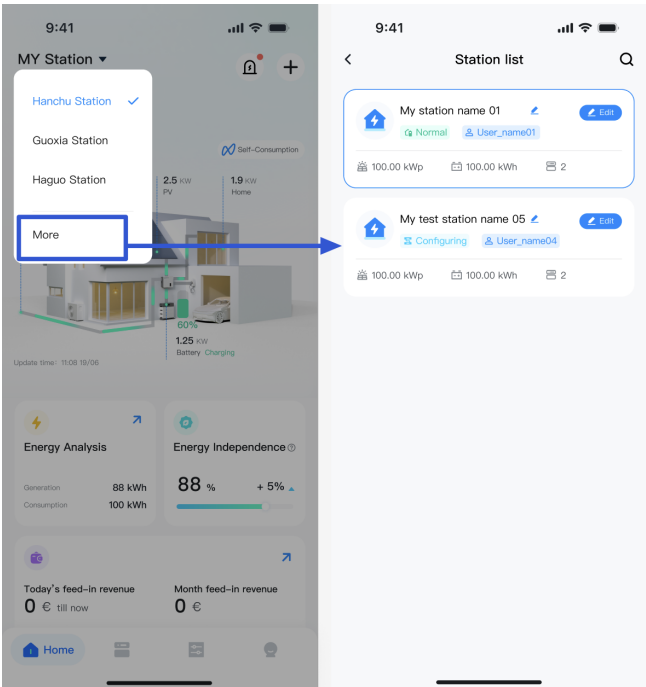 9:41
MY Station
Hanchu Station
Guoxia Station
Haguo Station
More
Self-Consumption
2.5 KW
PV
1.9 KW
Home
60%
1.25 KW
Battery Charging
Update time: 11:08 19/06
Energy Analysis
Generation 88 kWh
Consumption 100 kWh
Energy Independence
88 % + 5%
Today's feed-in revenue
0 € till now
Month feed-in revenue
0 €
Home
9:41
Station list
My station name 01
Edit
Normal User_name01
100.00 kWp 100.00 kWh 2
My test station name 05
Edit
Configuring User_name04
100.00 kWp 100.00 kWh 2